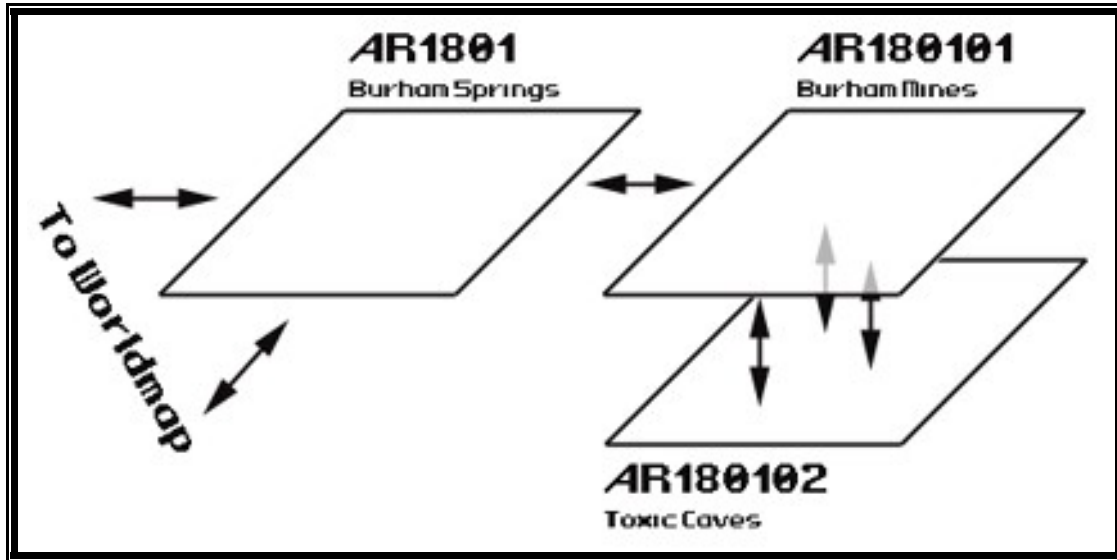 AR1801
Burham Springs
AR180101
Burham Mines
To Worldmap
AR180102
Toxic Caves